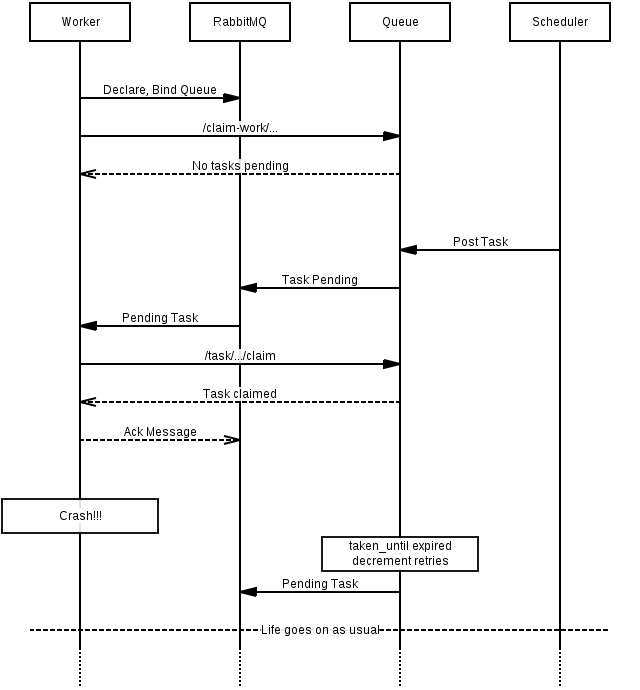 Worker
RabbitMQ
Queue
Scheduler
Declare, Bind Queue
/claim-work/...
No tasks pending
Post Task
Task Pending
Pending Task
/task/.../claim
Task claimed
Ack Message
Crash!!!
taken_until expired
decrement retries
Pending Task
Life goes on as usual